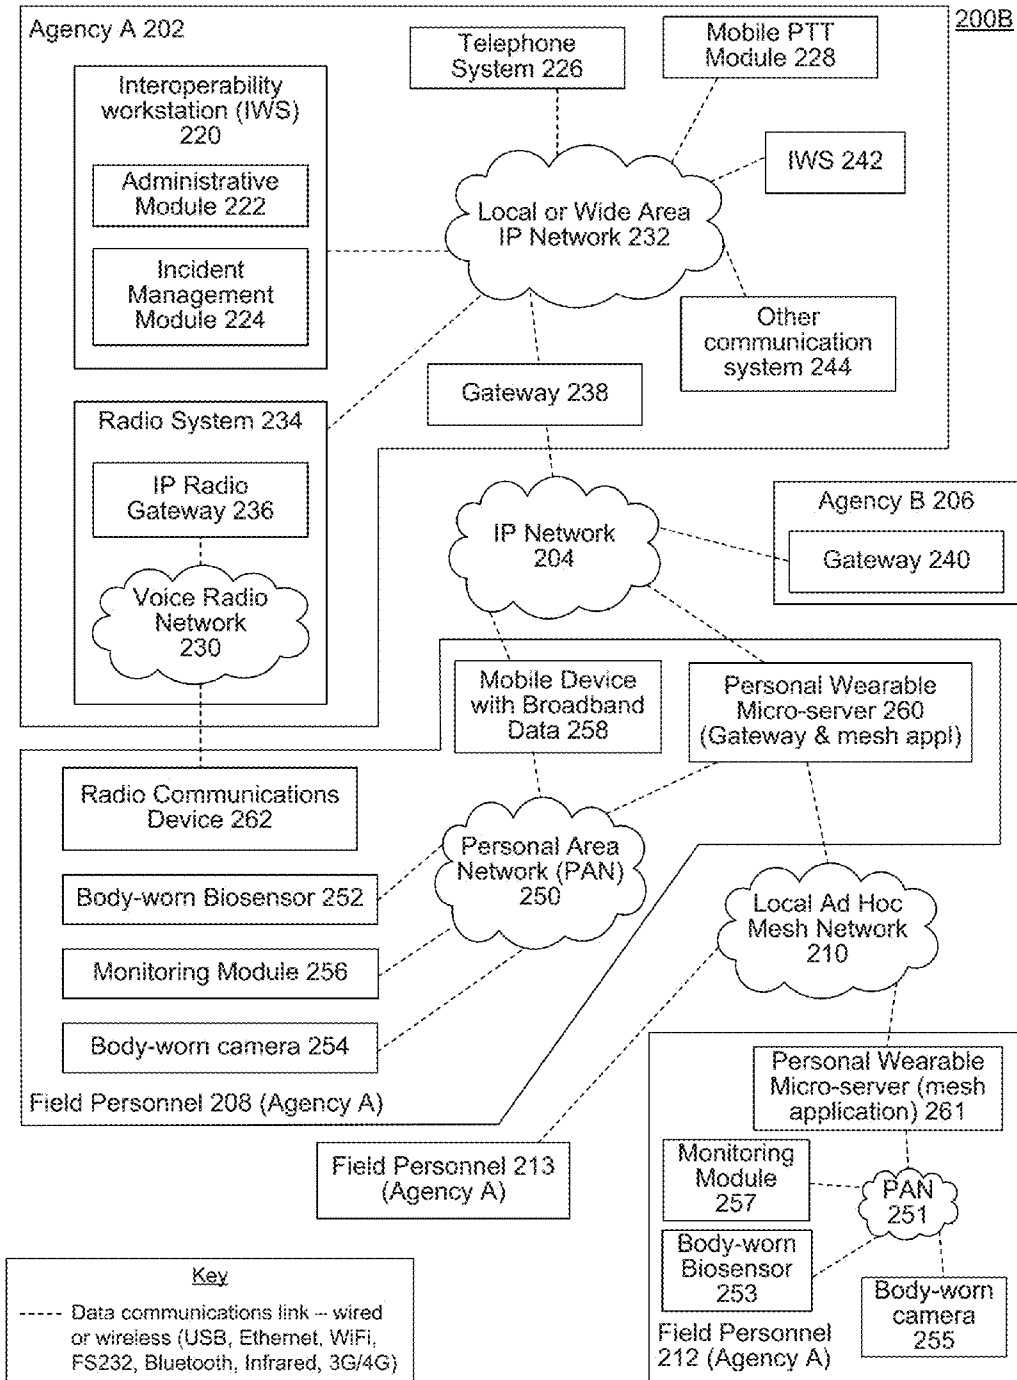 200B
Agency A 202
Telephone
System 226
Mobile PTT
Module 228
Interoperability
workstation (IWS)
220
Administrative
Module 222
Incident
Management
Module 224
IWS 242
Local or Wide Area
IP Network 232
Other
communication
system 244
Gateway 238
Radio System 234
IP Radio
Gateway 236
Voice Radio
Network
230
IP Network
204
Agency B 206
Gateway 240
Mobile Device
with Broadband
Data 258
Personal Wearable
Micro-server 260
(Gateway & mesh appl)
Radio Communications
Device 262
Personal Area
Network (PAN)
250
Body-worn Biosensor 252
Monitoring Module 256
Body-worn camera 254
Field Personnel 208 (Agency A)
Local Ad Hoc
Mesh Network
210
Field Personnel 213
(Agency A)
Personal Wearable
Micro-server (mesh
application) 261
Monitoring
Module
257
PAN
251
Body-worn
Biosensor
253
Body-worn
camera
255
Field Personnel
212 (Agency A)
Key
Data communications link -- wired
or wireless (USB, Ethernet, WiFi,
FS232, Bluetooth, Infrared, 3G/4G)